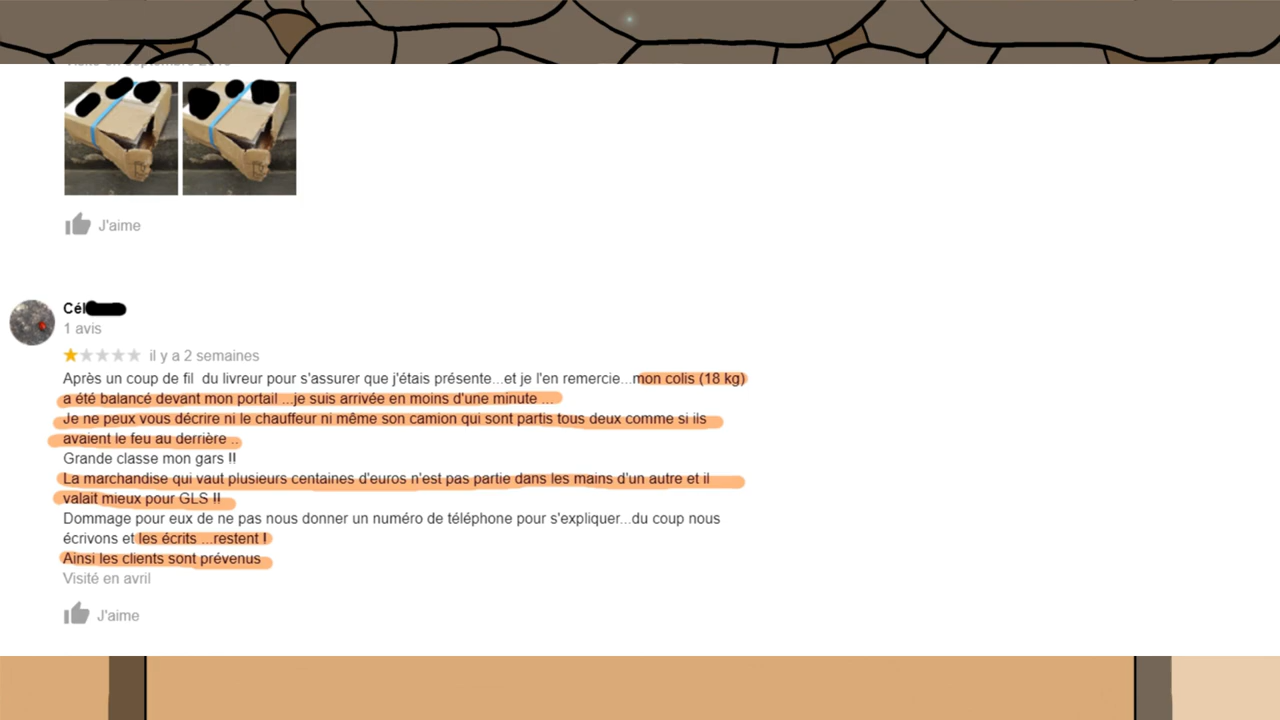 J'aime
Cél
1 avis
il y a 2 semaines
Après un coup de fil du livreur pour s'assurer que j'étais présente...et je l'en remercie...mon colis (18 kg)
a été balancé devant mon portail ...je suis arrivée en moins d'une minute ...
Je ne peux vous décrire ni le chauffeur ni même son camion qui sont partis tous deux comme si ils
avaient le feu au derrière ..
Grande classe mon gars !!
La marchandise qui vaut plusieurs centaines d'euros n'est pas partie dans les mains d'un autre et il
valait mieux pour GLS !!
Dommage pour eux de ne pas nous donner un numéro de téléphone pour s'expliquer...du coup nous
écrivons et les écrits ...restent !
Ainsi les clients sont prévenus
Visité en avril
J'aime